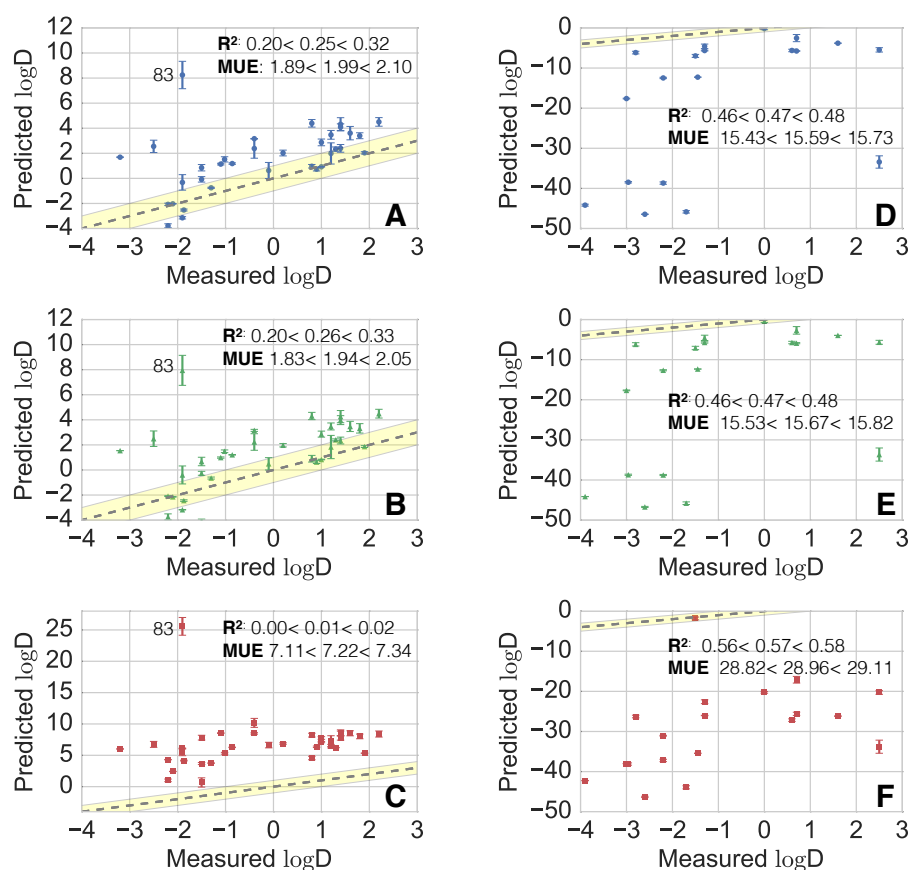 12
10
8
6
4
2
0
−2
−4
Predicted logD
83
R²: 0.20< 0.25< 0.32
MUE: 1.89< 1.99< 2.10
A
−4 −3 −2 −1 0 1 2 3
Measured logD
0
−10
−20
−30
−40
−50
Predicted logD
R²: 0.46< 0.47< 0.48
MUE 15.43< 15.59< 15.73
D
−4 −3 −2 −1 0 1 2 3
Measured logD
12
10
8
6
4
2
0
−2
−4
Predicted logD
83
R²: 0.20< 0.26< 0.33
MUE 1.83< 1.94< 2.05
B
−4 −3 −2 −1 0 1 2 3
Measured logD
0
−10
−20
−30
−40
−50
Predicted logD
R²: 0.46< 0.47< 0.48
MUE 15.53< 15.67< 15.82
E
−4 −3 −2 −1 0 1 2 3
Measured logD
25
20
15
10
5
0
Predicted logD
83
R²: 0.00< 0.01< 0.02
MUE 7.11< 7.22< 7.34
C
−4 −3 −2 −1 0 1 2 3
Measured logD
0
−10
−20
−30
−40
−50
Predicted logD
R²: 0.56< 0.57< 0.58
MUE 28.82< 28.96< 29.11
F
−4 −3 −2 −1 0 1 2 3
Measured logD